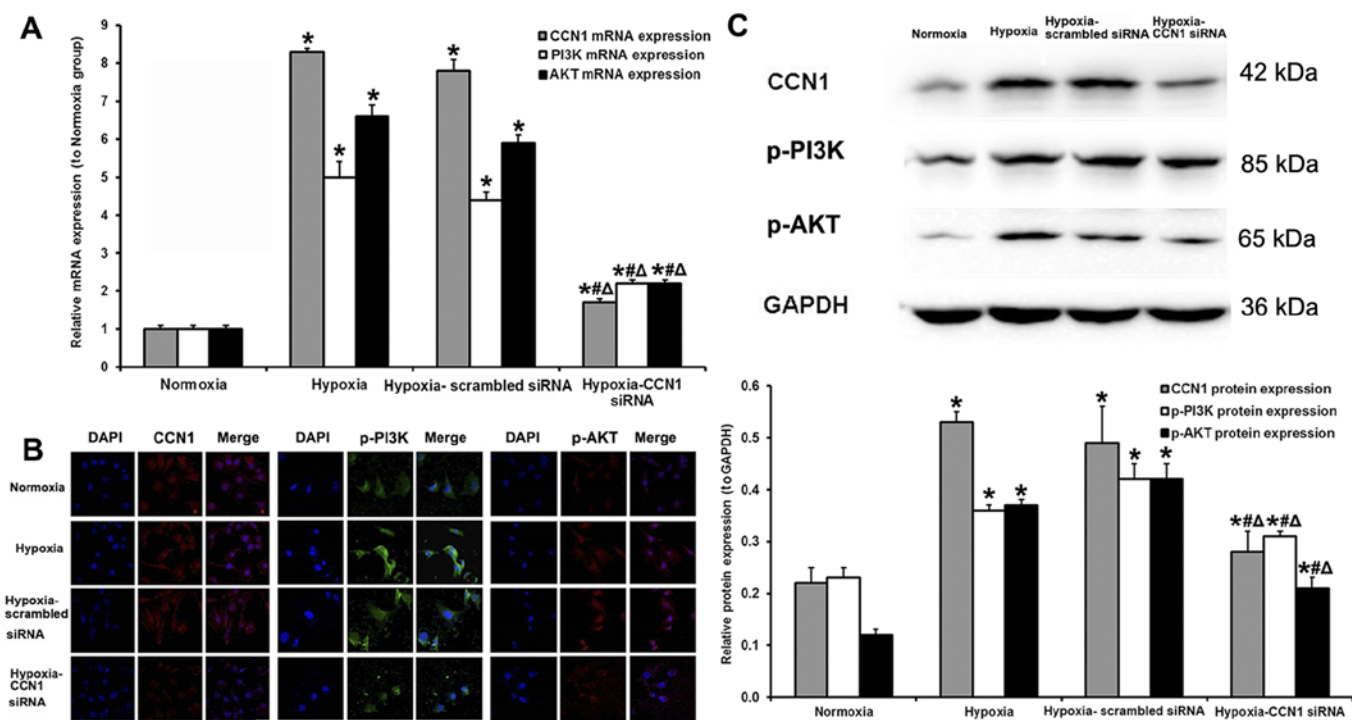 A
Relative mRNA expression (to Normoxia group)
9
8
7
6
5
4
3
2
1
0
CCN1 mRNA expression
PI3K mRNA expression
AKT mRNA expression
*
*
*
*
*
*
*#Δ
*#Δ
*#Δ
Normoxia
Hypoxia
Hypoxia- scrambled siRNA
Hypoxia-CCN1
siRNA
B
DAPI CCN1 Merge DAPI p-PI3K Merge DAPI p-AKT Merge
Normoxia
Hypoxia
Hypoxia-
scrambled
siRNA
Hypoxia-
CCN1
siRNA
C
Normoxia
Hypoxia
Hypoxia-
scrambled siRNA
Hypoxia-
CCN1 siRNA
CCN1 42 kDa
p-PI3K 85 kDa
p-AKT 65 kDa
GAPDH 36 kDa
Relative protein expression (to GAPDH)
0.6
0.5
0.4
0.3
0.2
0.1
0.0
CCN1 protein expression
p-PI3K protein expression
p-AKT protein expression
*
*
*
*
*
*
*#Δ
*#Δ
*#Δ
Normoxia
Hypoxia
Hypoxia- scrambled siRNA
Hypoxia-CCN1 siRNA